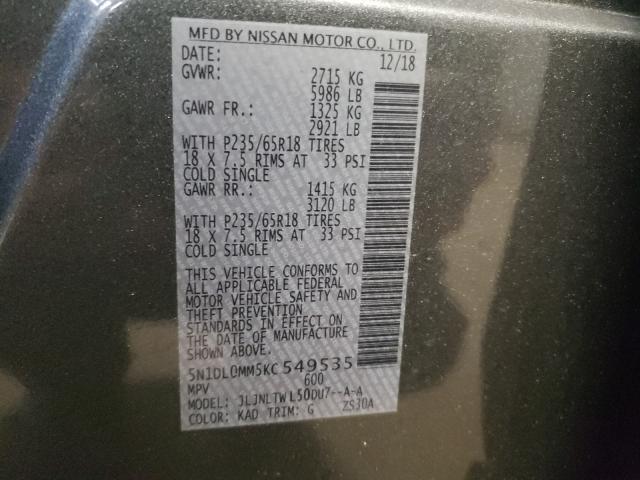 MFD BY NISSAN MOTOR CO., LTD.
DATE: 12/18
GVWR: 2715 KG
5986 LB
GAWR FR.: 1325 KG
2921 LB
WITH P235/65R18 TIRES
18 X 7.5 RIMS AT 33 PSI
COLD SINGLE
GAWR RR.: 1415 KG
3120 LB
WITH P235/65R18 TIRES
18 X 7.5 RIMS AT 33 PSI
COLD SINGLE
THIS VEHICLE CONFORMS TO
ALL APPLICABLE FEDERAL
MOTOR VEHICLE SAFETY AND
THEFT PREVENTION
STANDARDS IN EFFECT ON
THE DATE OF MANUFACTURE
SHOWN ABOVE.
5N1DL0MM5KC549535
MPV 600
MODEL: JLJNLTWL50DU7--A-A
COLOR: KAD TRIM: G ZS30A